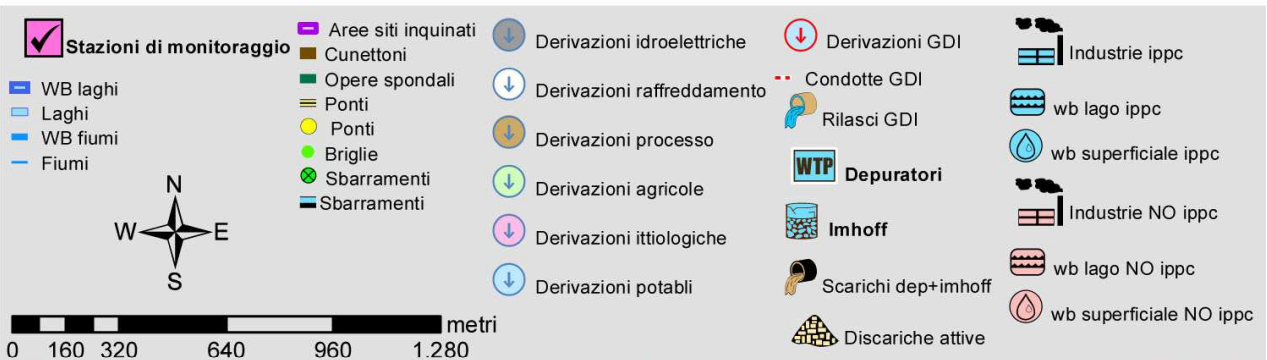 Stazioni di monitoraggio
WB laghi
Laghi
WB fiumi
Fiumi
N
W
E
S
metri
0 160 320 640 960 1.280
Aree siti inquinati
Cunettoni
Opere spondali
Ponti
Ponti
Briglie
Sbarramenti
Sbarramenti
Derivazioni idroelettriche
Derivazioni raffreddamento
Derivazioni processo
Derivazioni agricole
Derivazioni ittiologiche
Derivazioni potabili
Derivazioni GDI
Condotte GDI
Rilasci GDI
WTP Depuratori
Imhoff
Scarichi dep+imhoff
Discariche attive
Industrie ippc
wb lago ippc
wb superficiale ippc
Industrie NO ippc
wb lago NO ippc
wb superficiale NO ippc